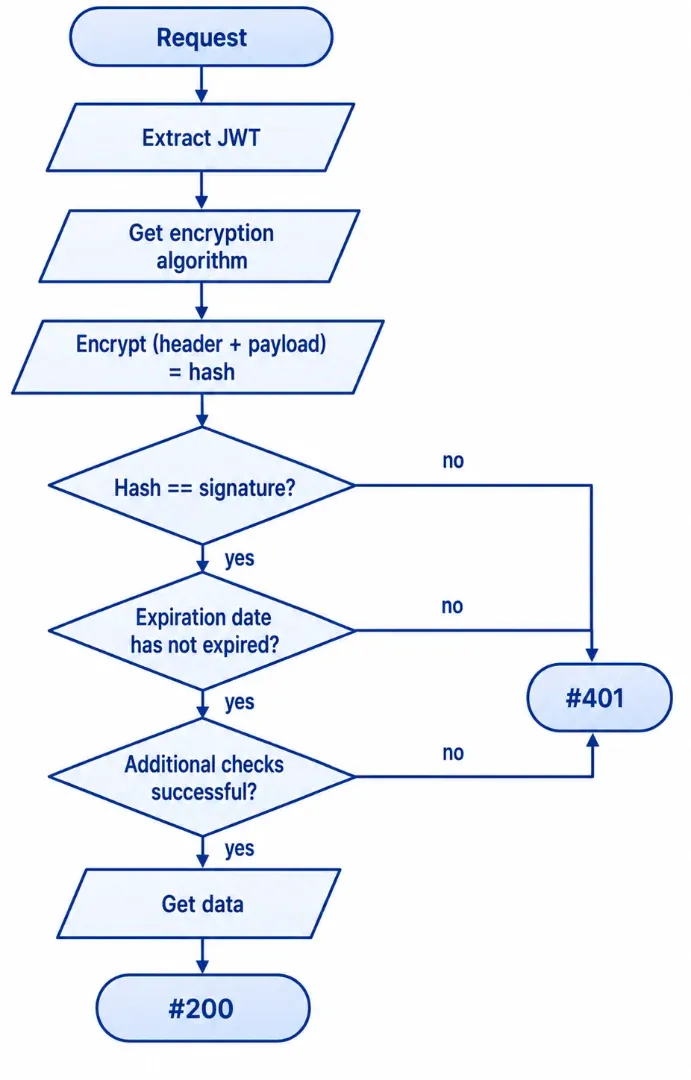 Request
Extract JWT
Get encryption
algorithm
Encrypt (header + payload)
= hash
Hash == signature?
no
yes
Expiration date
has not expired?
no
yes
#401
Additional checks
successful?
no
yes
Get data
#200